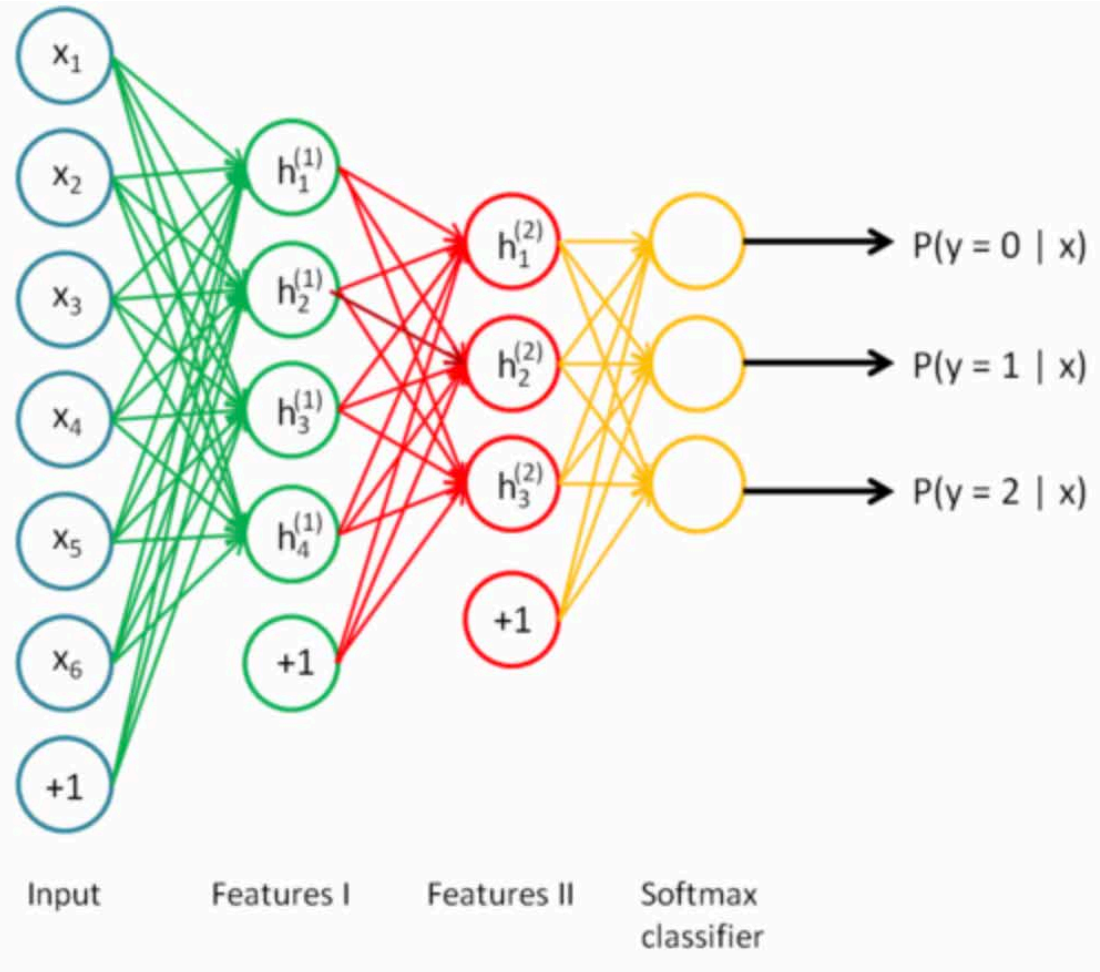 x₁
x₂
x₃
x₄
x₅
x₆
+1
h₁⁽¹⁾
h₂⁽¹⁾
h₃⁽¹⁾
h₄⁽¹⁾
+1
h₁⁽²⁾
h₂⁽²⁾
h₃⁽²⁾
+1
P(y = 0 | x)
P(y = 1 | x)
P(y = 2 | x)
Input
Features I
Features II
Softmax
classifier